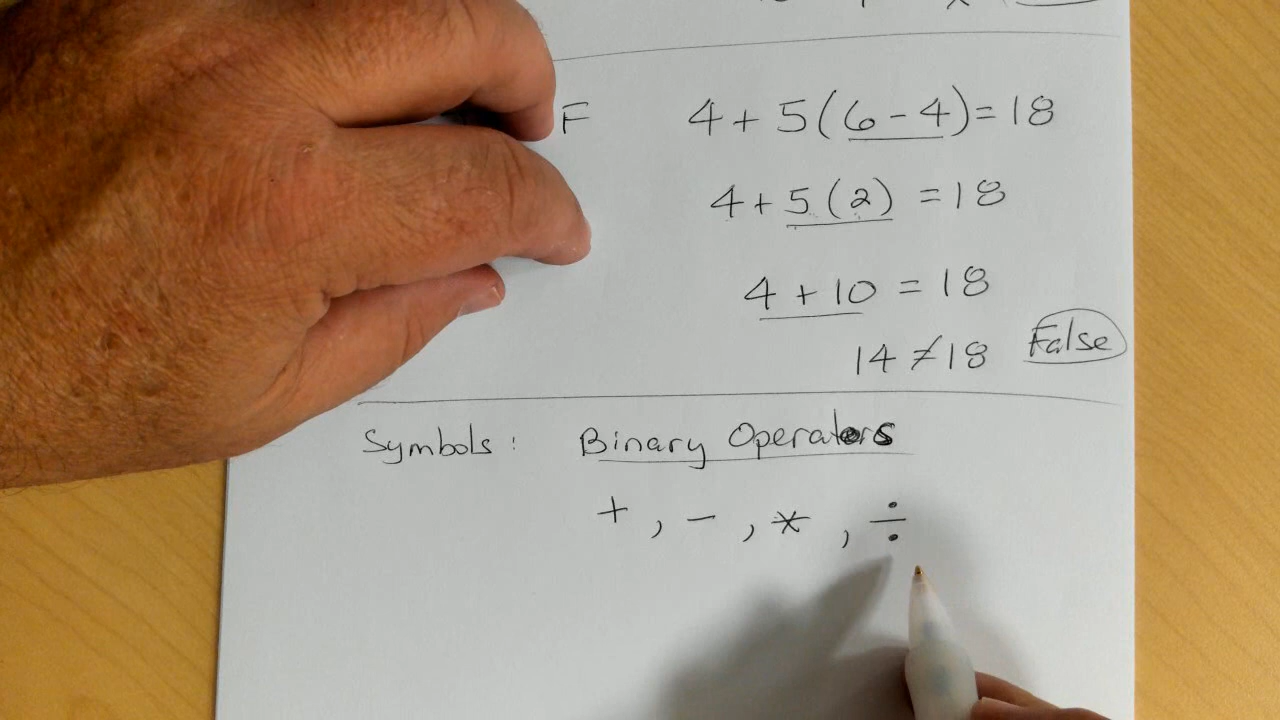 F 4 + 5(6 - 4) = 18
4 + 5(2) = 18
4 + 10 = 18
14 ≠ 18 False
Symbols: Binary Operators
+ , - , * , ÷